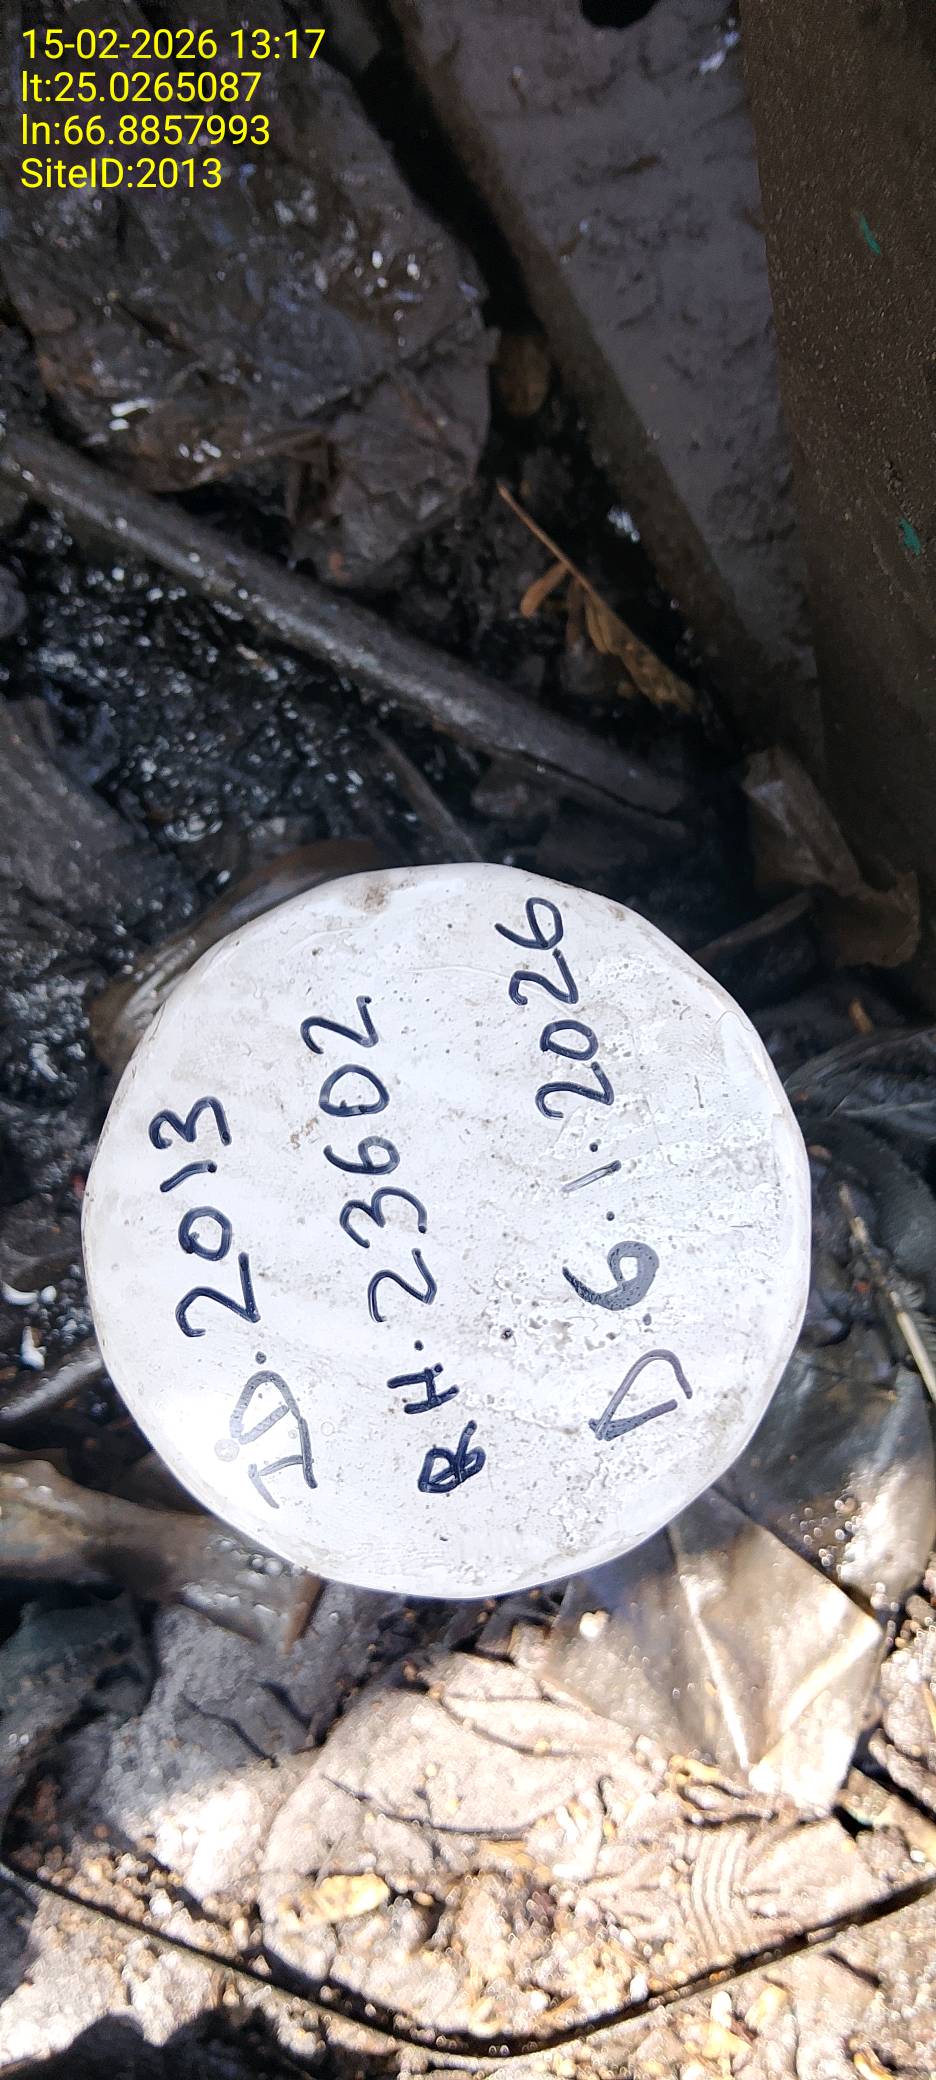 15-02-2026 13:17
lt:25.0265087
ln:66.8857993
SiteID:2013
ID. 2013
R.H. 23602
D 6.1.2026